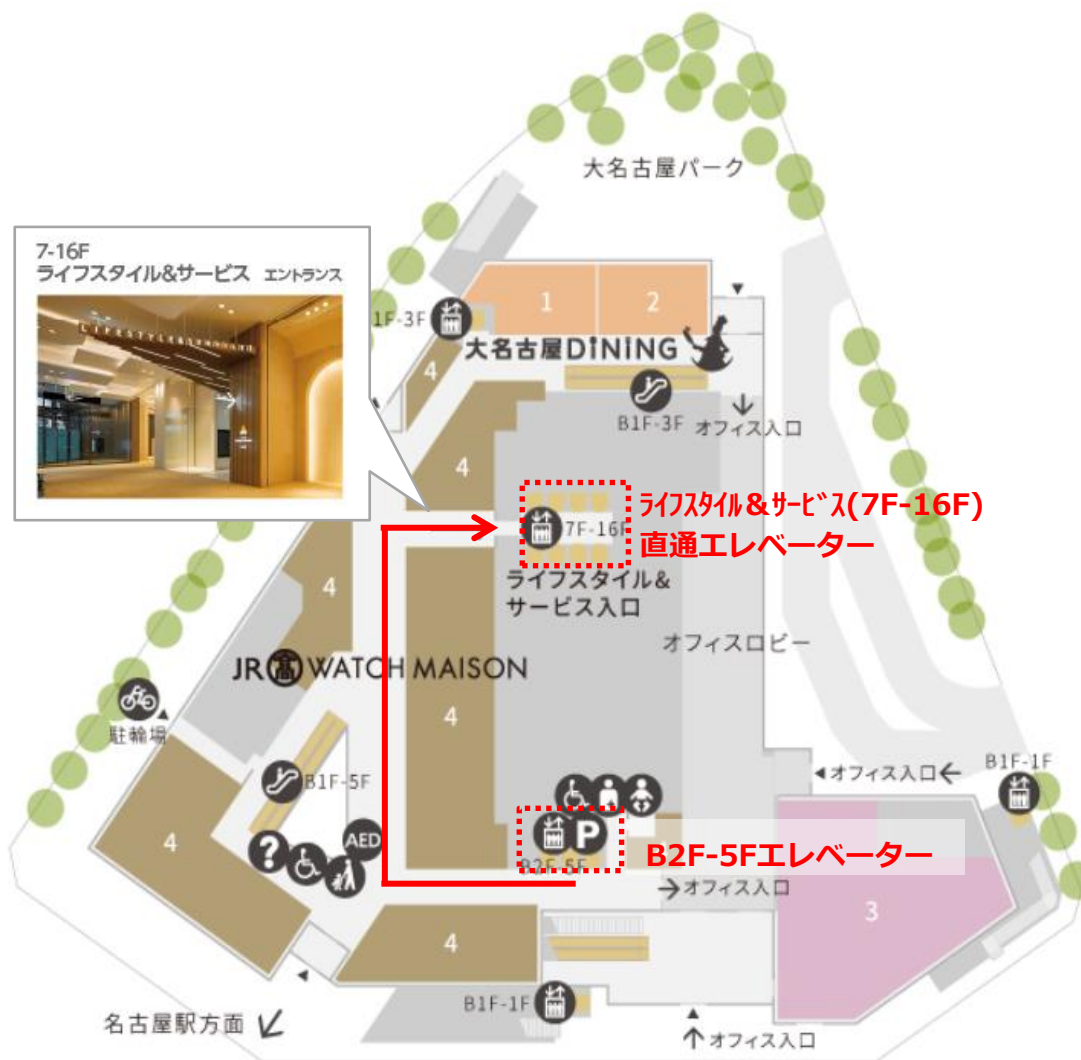 大名古屋パーク
7-16F
ライフスタイル&サービス エントランス
1F-3F
1
2
大名古屋DINING
4
B1F-3F
オフィス入口
4
7F-16F
ライフスタイル&サービス(7F-16F)
直通エレベーター
ライフスタイル&
サービス入口
4
オフィスロビー
JR 髙 WATCH MAISON
4
駐輪場
B1F-5F
オフィス入口
B1F-1F
4
?
AED
P
B2F-5F
B2F-5Fエレベーター
オフィス入口
3
4
B1F-1F
名古屋駅方面
オフィス入口